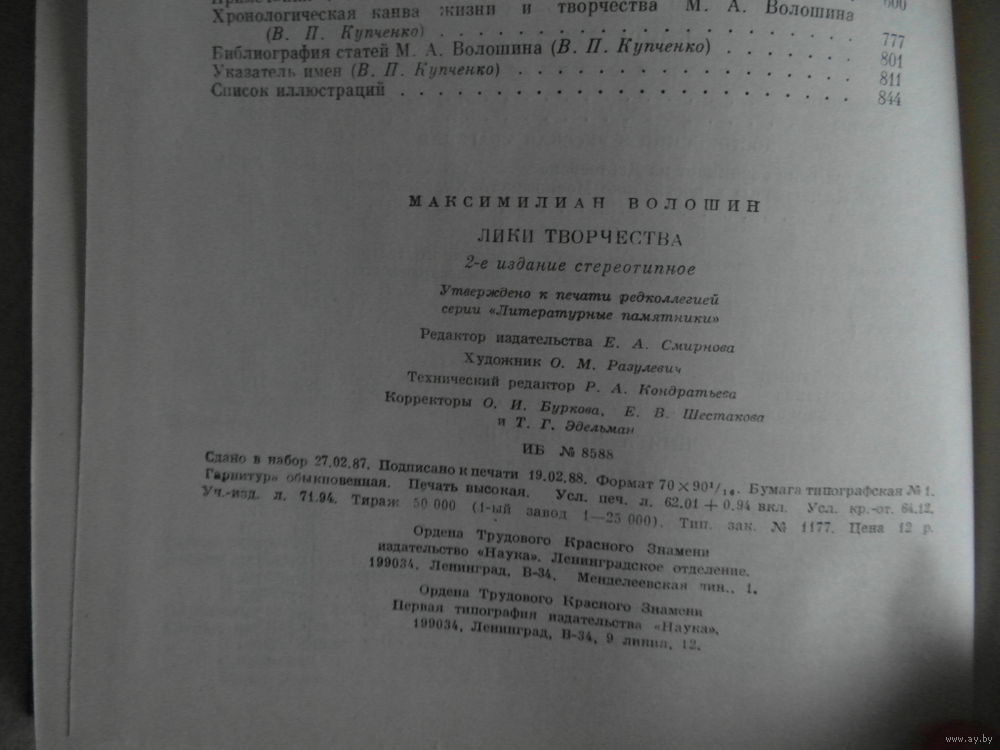 600
Хронологическая канва жизни и творчества М. А. Волошина
(В. П. Купченко) . . . . . . . . . . . . . . . . . . 777
Библиография статей М. А. Волошина (В. П. Купченко) . . . . . 801
Указатель имен (В. П. Купченко) . . . . . . . . . . . . . . . 811
Список иллюстраций . . . . . . . . . . . . . . . . . . . . 844
МАКСИМИЛИАН ВОЛОШИН
ЛИКИ ТВОРЧЕСТВА
2-е издание стереотипное
Утверждено к печати редколлегией
серии «Литературные памятники»
Редактор издательства Е. А. Смирнова
Художник О. М. Разулевич
Технический редактор Р. А. Кондратьева
Корректоры О. И. Буркова, Е. В. Шестакова
и Т. Г. Эдельман
ИБ № 8588
Сдано в набор 27.02.87. Подписано к печати 19.02.88. Формат 70×90¹/₁₆. Бумага типографская № 1.
Гарнитура обыкновенная. Печать высокая. Усл. печ. л. 62.01 + 0.94 вкл. Усл. кр.-от. 64.12.
Уч.-изд. л. 71.94. Тираж 50 000 (1-ый завод 1—25 000). Тип. зак. № 1177. Цена 12 р.
Ордена Трудового Красного Знамени
издательство «Наука». Ленинградское отделение.
199034, Ленинград, В-34, Менделеевская лин., 1.
Ордена Трудового Красного Знамени
Первая типография издательства «Наука»,
199034, Ленинград, В-34, 9 линия, 12.
www.ay.by